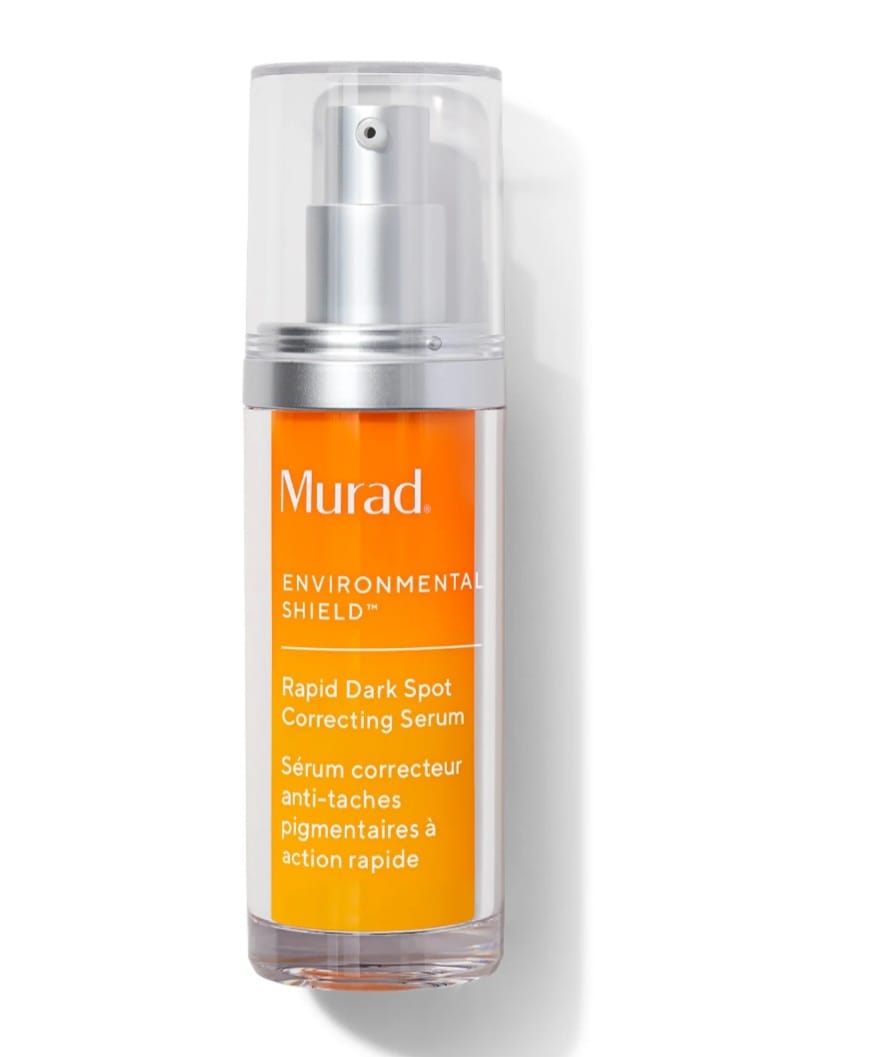 Murad®
ENVIRONMENTAL
SHIELD™
Rapid Dark Spot
Correcting Serum
Sérum correcteur
anti-taches
pigmentaires à
action rapide